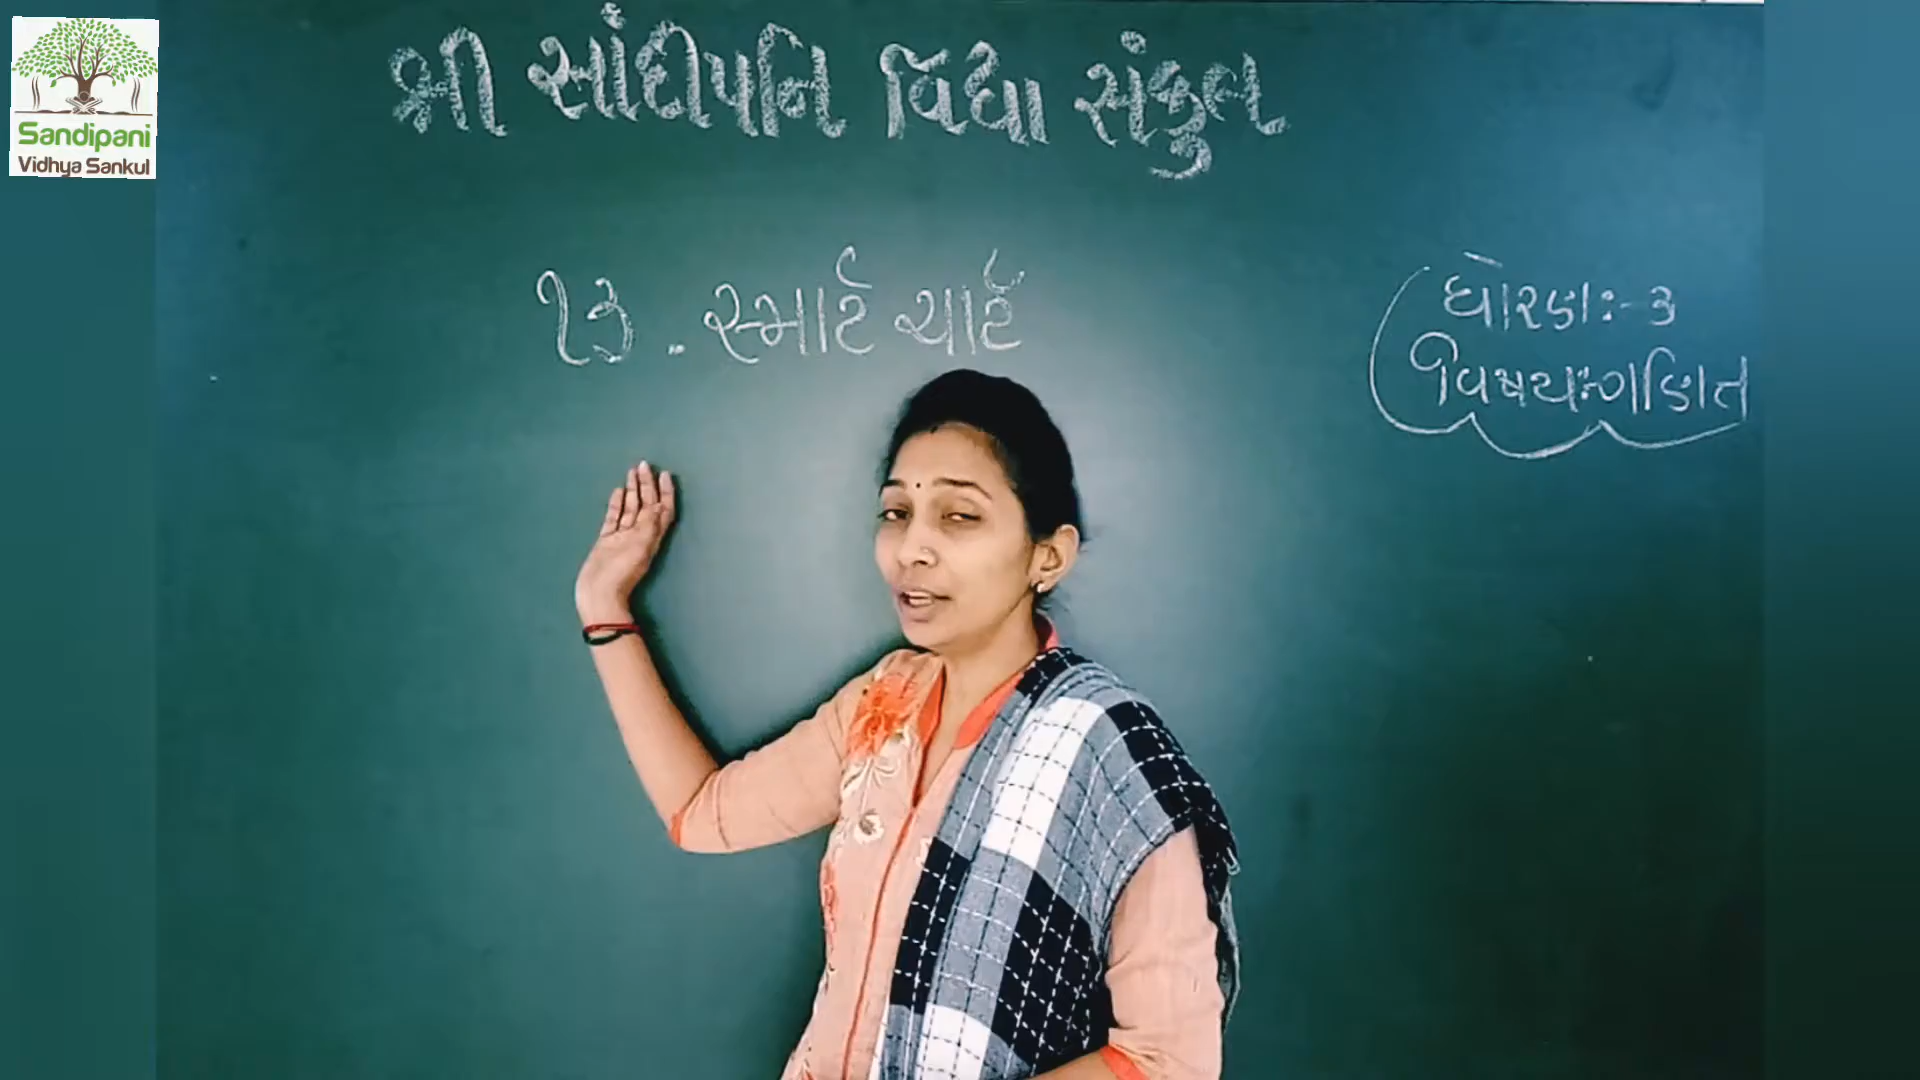 Sandipani
Vidhya Sankul
શ્રી સાંદીપનિ વિદ્યા સંકુલ
૧૩. સ્માર્ટ ચાર્ટ
ધોરણ:-૩
વિષય:-ગણિત